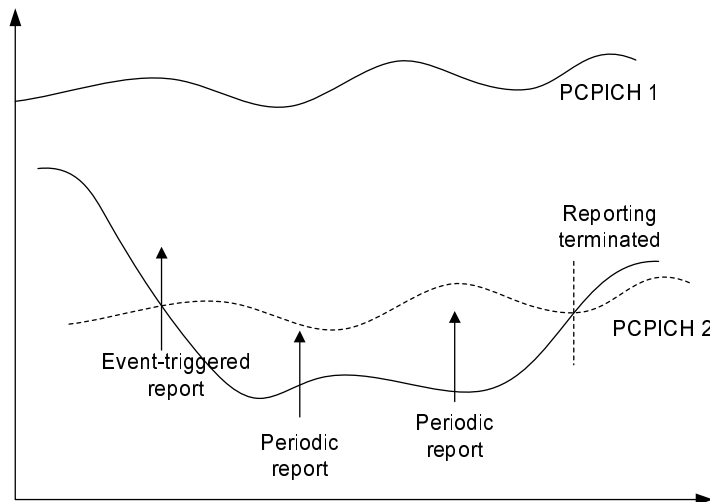 PCPICH 1
Reporting
terminated
PCPICH 2
Event-triggered
report
Periodic
report
Periodic
report